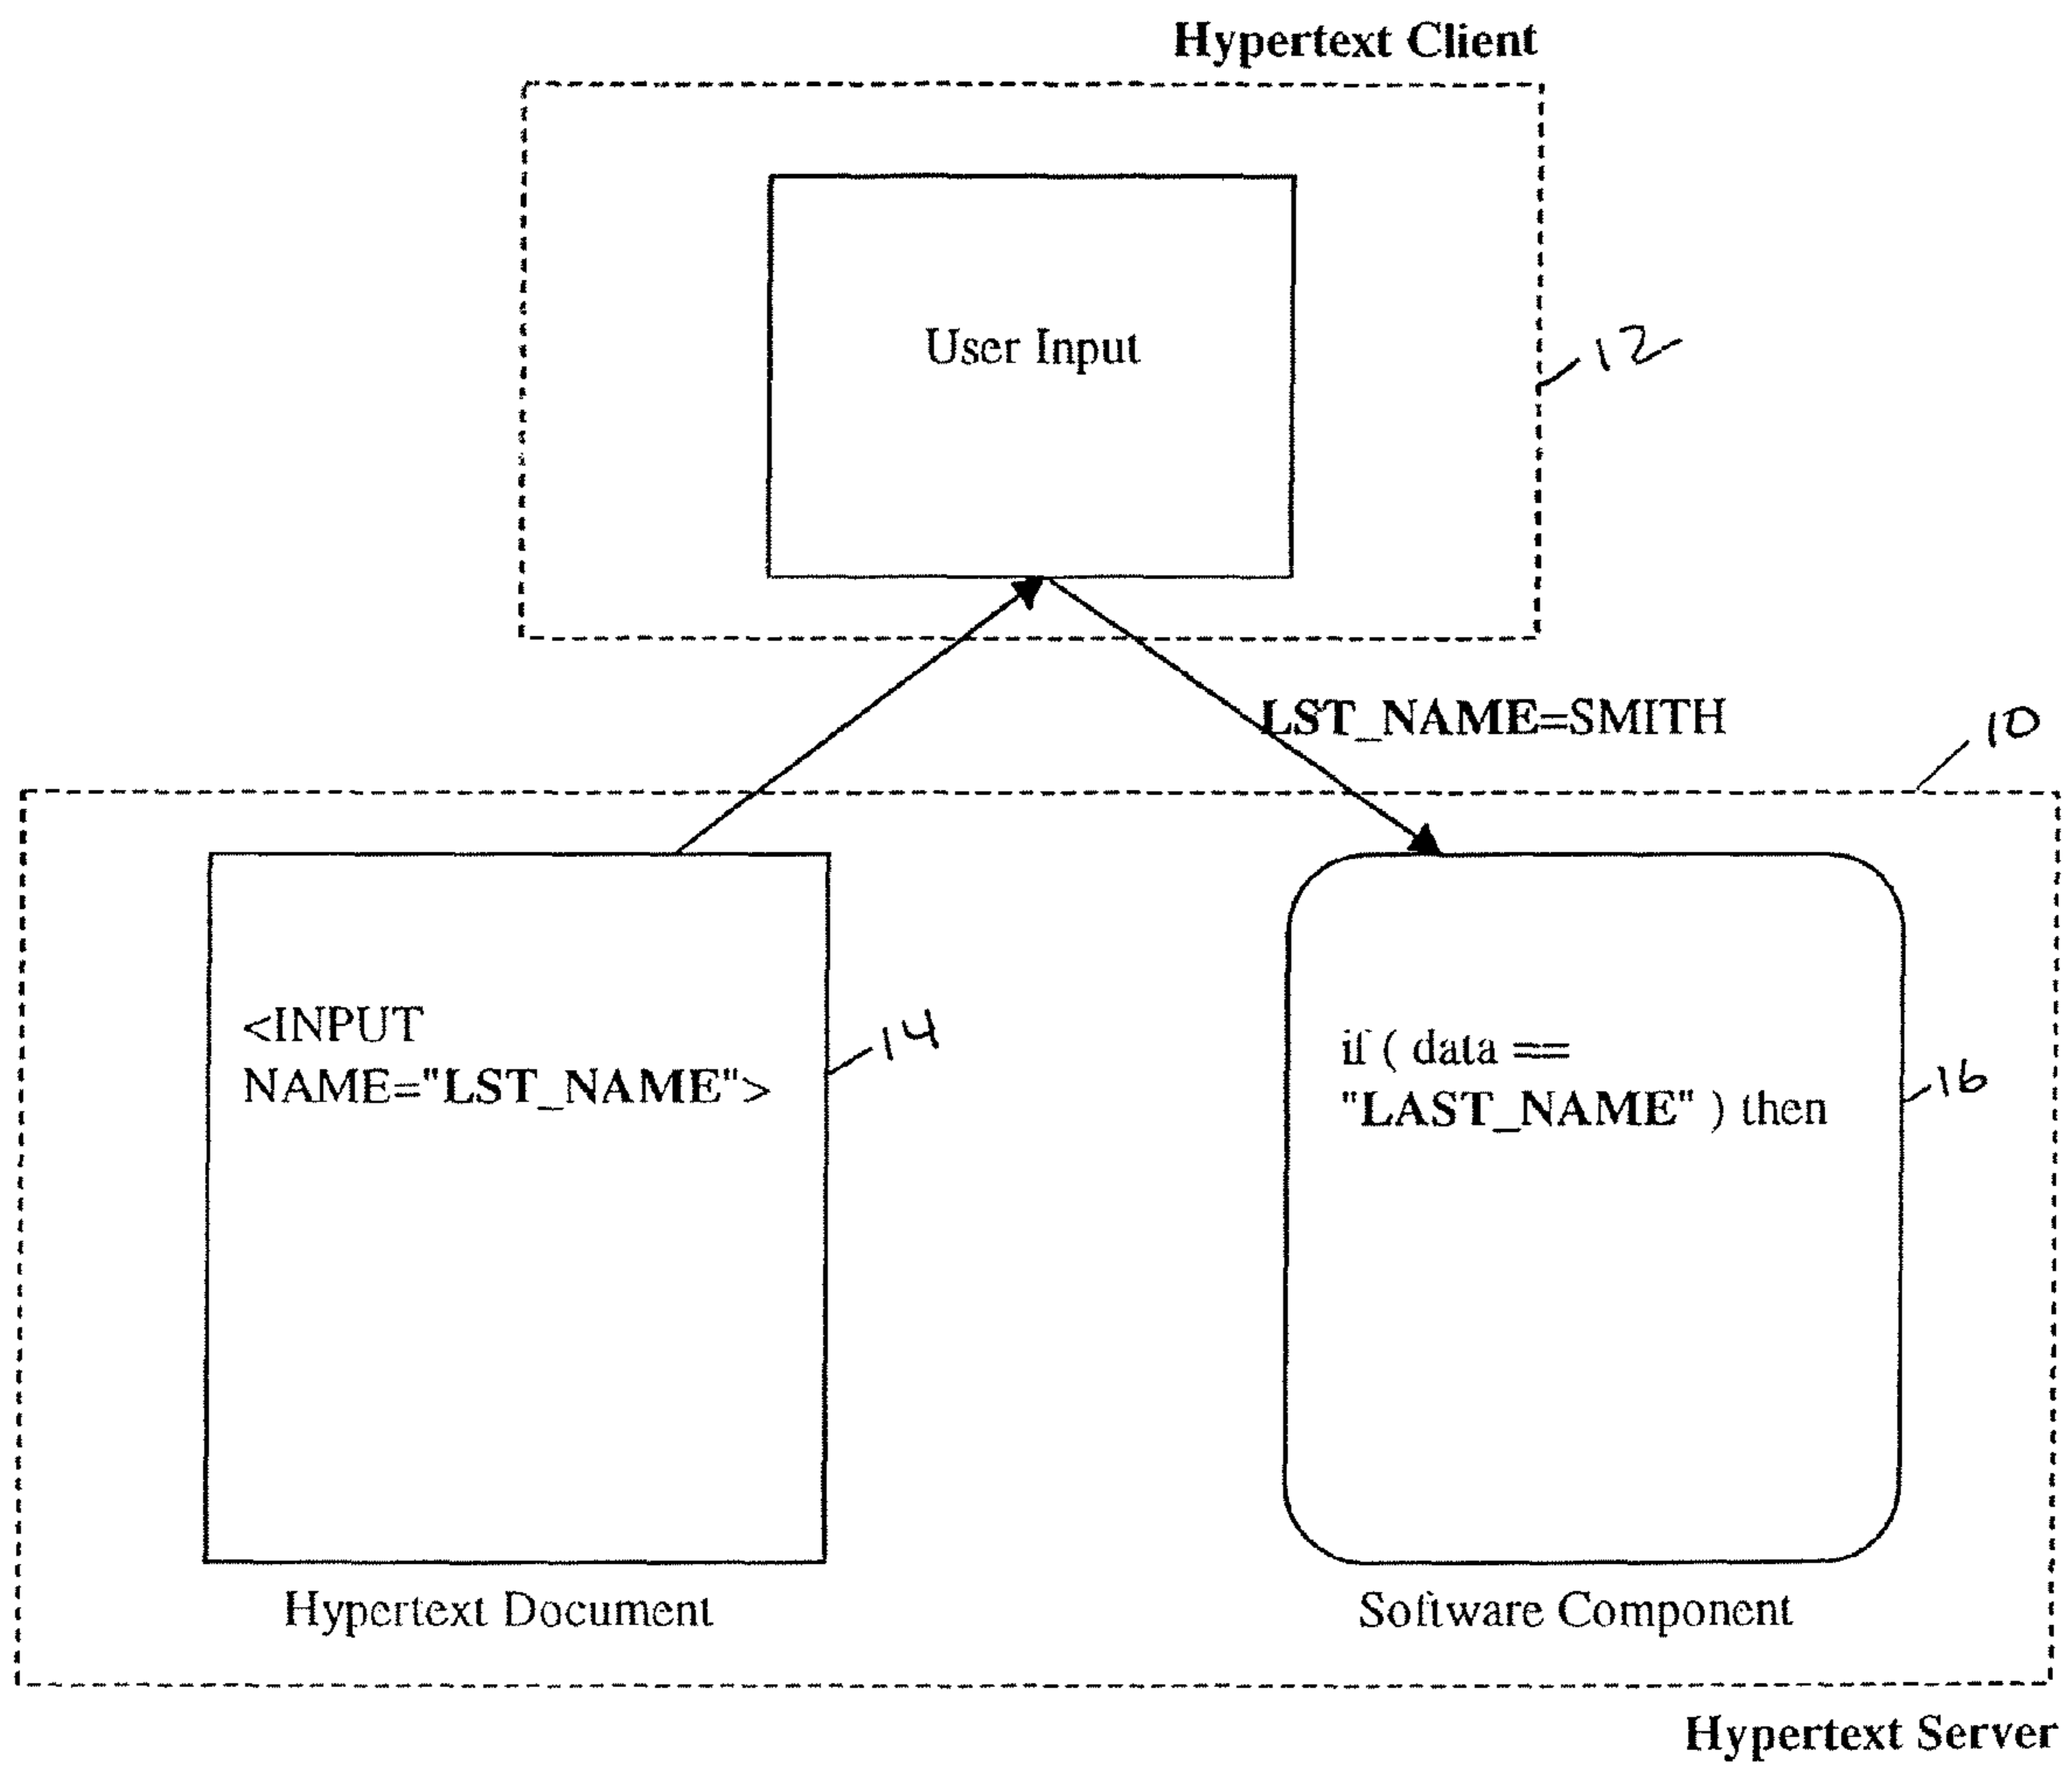 Hypertext Client
User Input
12
LST_NAME=SMITH
10
<INPUT
NAME="LST_NAME">
14
if ( data ==
"LAST_NAME" ) then
16
Hypertext Document
Software Component
Hypertext Server